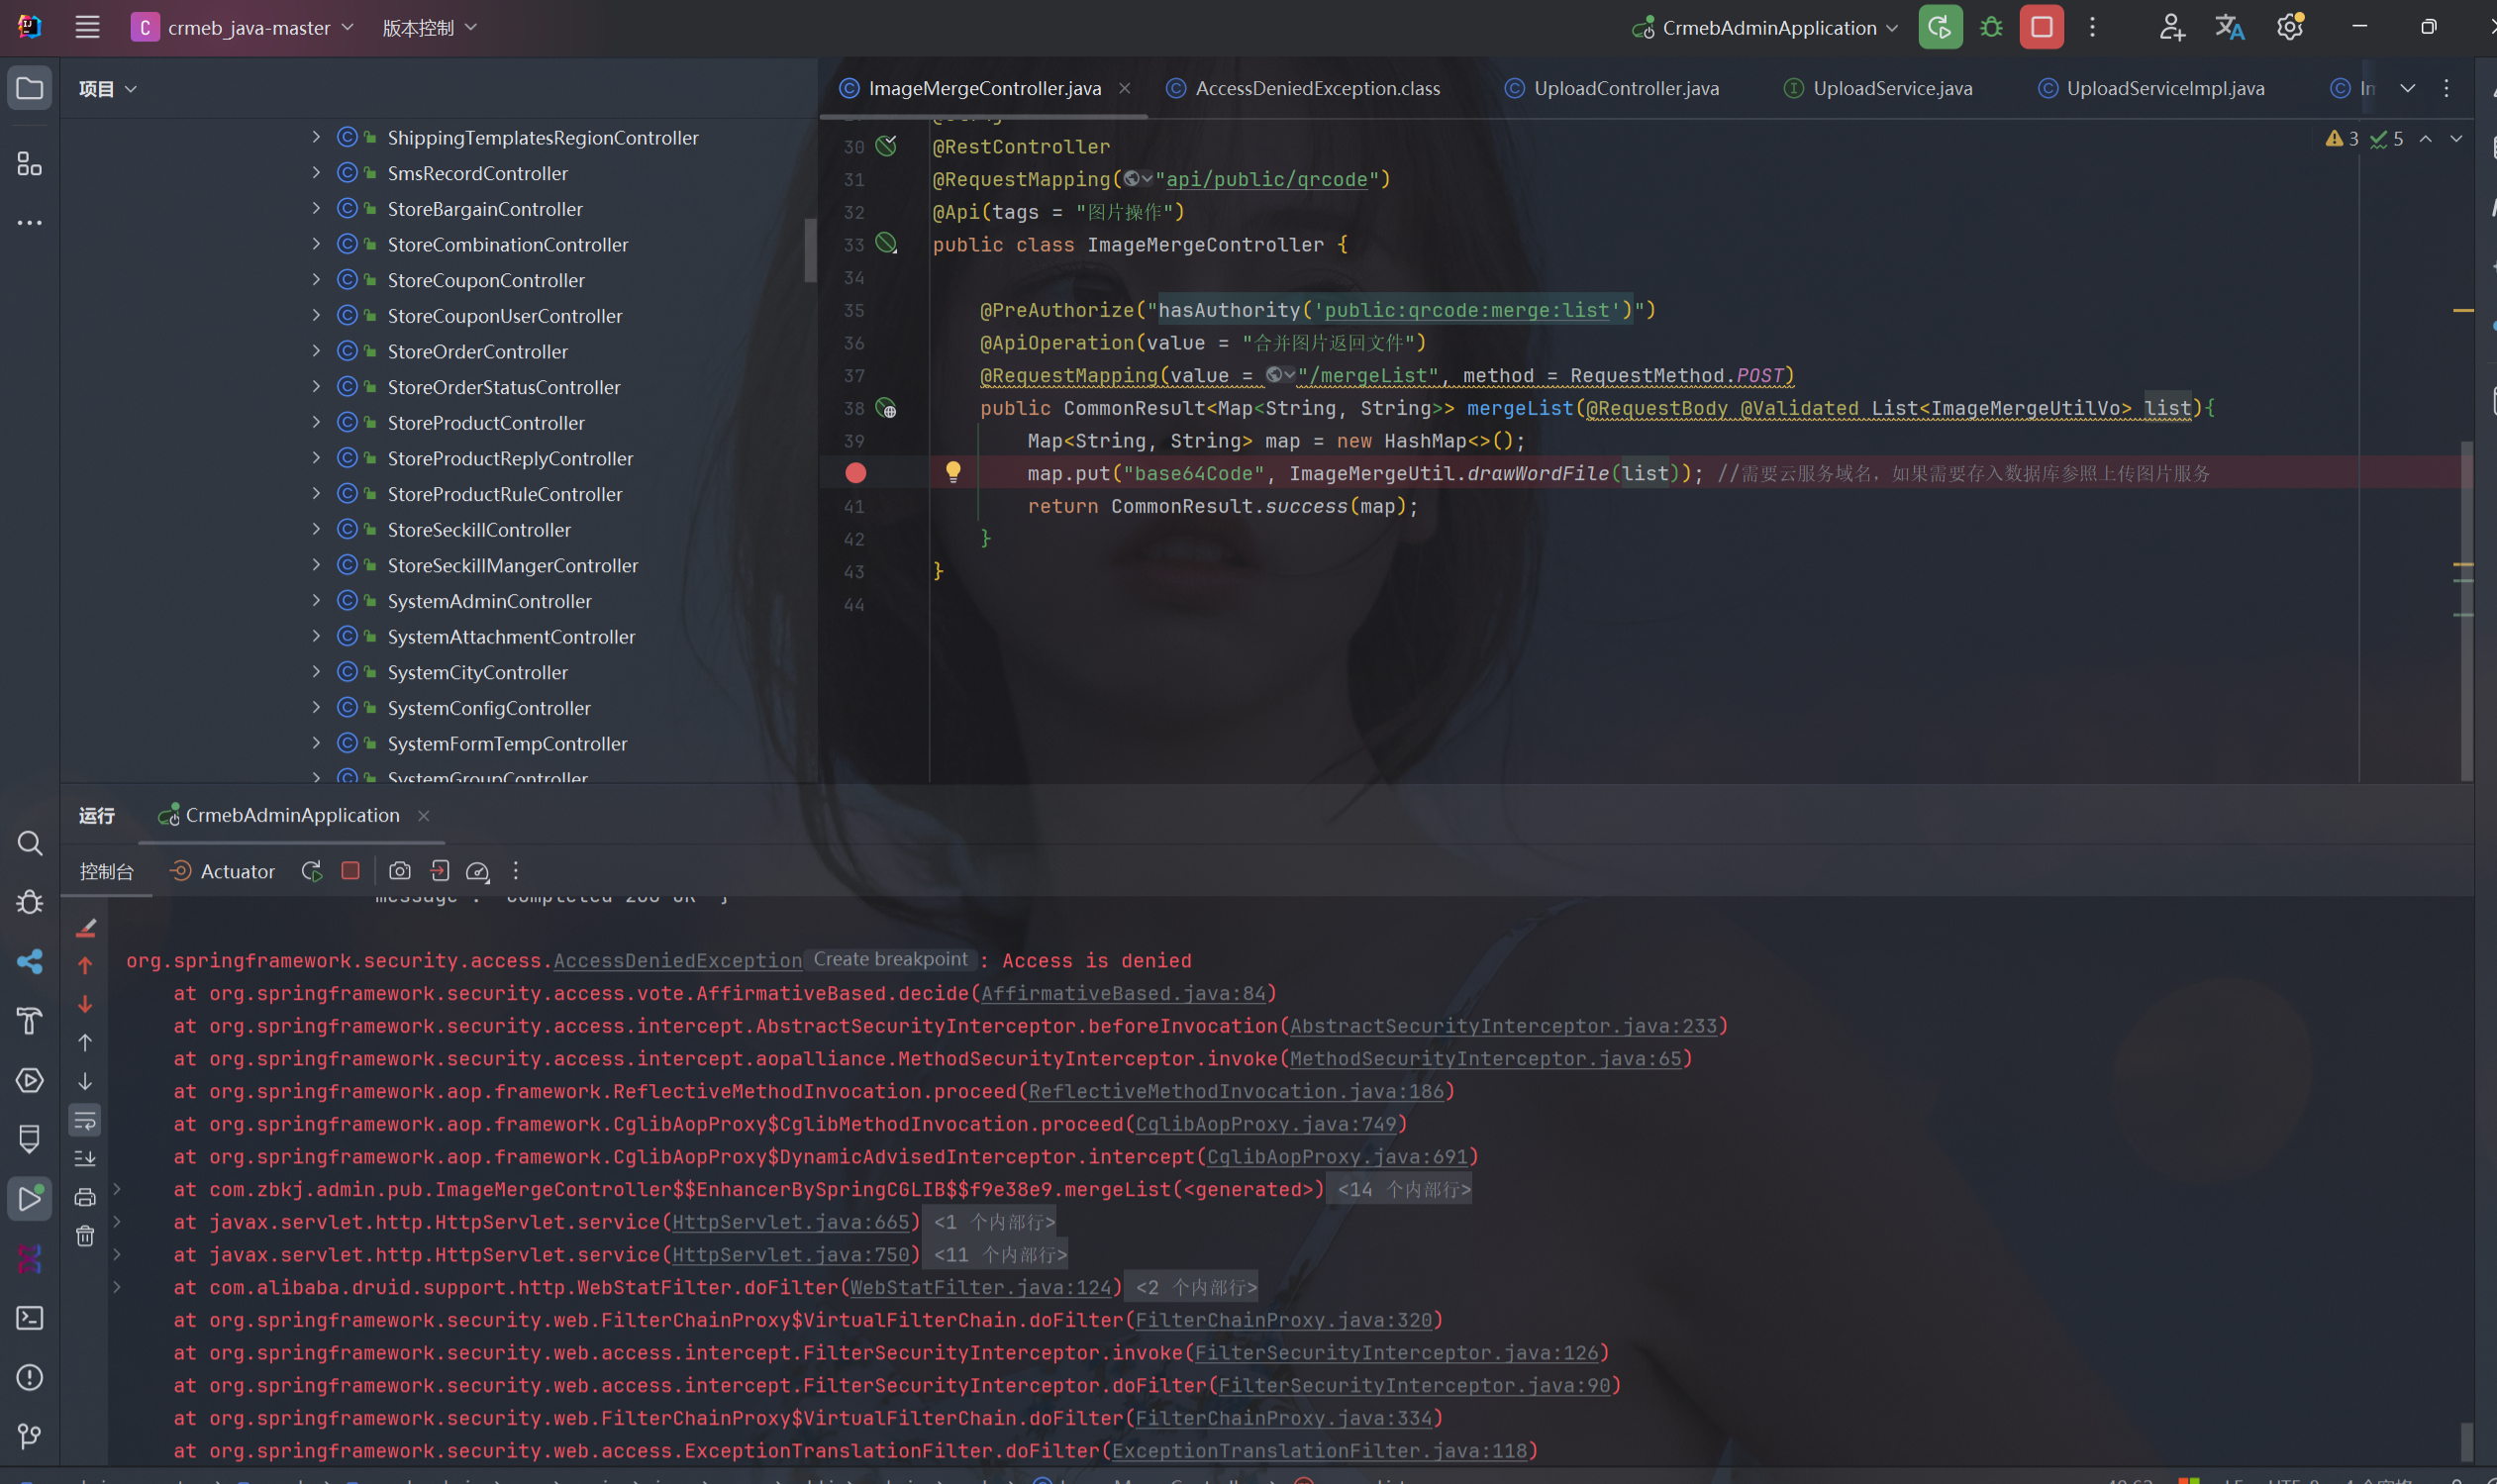 C crmeb_java-master 版本控制 CrmebAdminApplication
项目
ImageMergeController.java AccessDeniedException.class UploadController.java UploadService.java UploadServiceImpl.java
ShippingTemplatesRegionController
SmsRecordController
StoreBargainController
StoreCombinationController
StoreCouponController
StoreCouponUserController
StoreOrderController
StoreOrderStatusController
StoreProductController
StoreProductReplyController
StoreProductRuleController
StoreSeckillController
StoreSeckillMangerController
SystemAdminController
SystemAttachmentController
SystemCityController
SystemConfigController
SystemFormTempController
SystemGroupController
3 5
30 @RestController
31 @RequestMapping("api/public/qrcode")
32 @Api(tags = "图片操作")
33 public class ImageMergeController {
34
35 @PreAuthorize("hasAuthority('public:qrcode:merge:list')")
36 @ApiOperation(value = "合并图片返回文件")
37 @RequestMapping(value = "/mergeList", method = RequestMethod.POST)
38 public CommonResult<Map<String, String>> mergeList(@RequestBody @Validated List<ImageMergeUtilVo> list){
39 Map<String, String> map = new HashMap<>();
map.put("base64Code", ImageMergeUtil.drawWordFile(list)); //需要云服务域名，如果需要存入数据库参照上传图片服务
41 return CommonResult.success(map);
42 }
43 }
44
运行 CrmebAdminApplication
控制台 Actuator
org.springframework.security.access.AccessDeniedException Create breakpoint : Access is denied
at org.springframework.security.access.vote.AffirmativeBased.decide(AffirmativeBased.java:84)
at org.springframework.security.access.intercept.AbstractSecurityInterceptor.beforeInvocation(AbstractSecurityInterceptor.java:233)
at org.springframework.security.access.intercept.aopalliance.MethodSecurityInterceptor.invoke(MethodSecurityInterceptor.java:65)
at org.springframework.aop.framework.ReflectiveMethodInvocation.proceed(ReflectiveMethodInvocation.java:186)
at org.springframework.aop.framework.CglibAopProxy$CglibMethodInvocation.proceed(CglibAopProxy.java:749)
at org.springframework.aop.framework.CglibAopProxy$DynamicAdvisedInterceptor.intercept(CglibAopProxy.java:691)
at com.zbkj.admin.pub.ImageMergeController$$EnhancerBySpringCGLIB$$f9e38e9.mergeList(<generated>) <14 个内部行>
at javax.servlet.http.HttpServlet.service(HttpServlet.java:665) <1 个内部行>
at javax.servlet.http.HttpServlet.service(HttpServlet.java:750) <11 个内部行>
at com.alibaba.druid.support.http.WebStatFilter.doFilter(WebStatFilter.java:124) <2 个内部行>
at org.springframework.security.web.FilterChainProxy$VirtualFilterChain.doFilter(FilterChainProxy.java:320)
at org.springframework.security.web.access.intercept.FilterSecurityInterceptor.invoke(FilterSecurityInterceptor.java:126)
at org.springframework.security.web.access.intercept.FilterSecurityInterceptor.doFilter(FilterSecurityInterceptor.java:90)
at org.springframework.security.web.FilterChainProxy$VirtualFilterChain.doFilter(FilterChainProxy.java:334)
at org.springframework.security.web.access.ExceptionTranslationFilter.doFilter(ExceptionTranslationFilter.java:118)